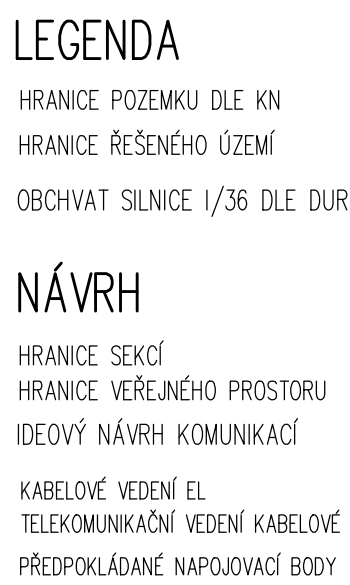 LEGENDA
HRANICE POZEMKU DLE KN
HRANICE ŘEŠENÉHO ÚZEMÍ
OBCHVAT SILNICE I/36 DLE DUR
NÁVRH
HRANICE SEKCÍ
HRANICE VEŘEJNÉHO PROSTORU
IDEOVÝ NÁVRH KOMUNIKACÍ
KABELOVÉ VEDENÍ EL
TELEKOMUNIKAČNÍ VEDENÍ KABELOVÉ
PŘEDPOKLÁDANÉ NAPOJOVACÍ BODY